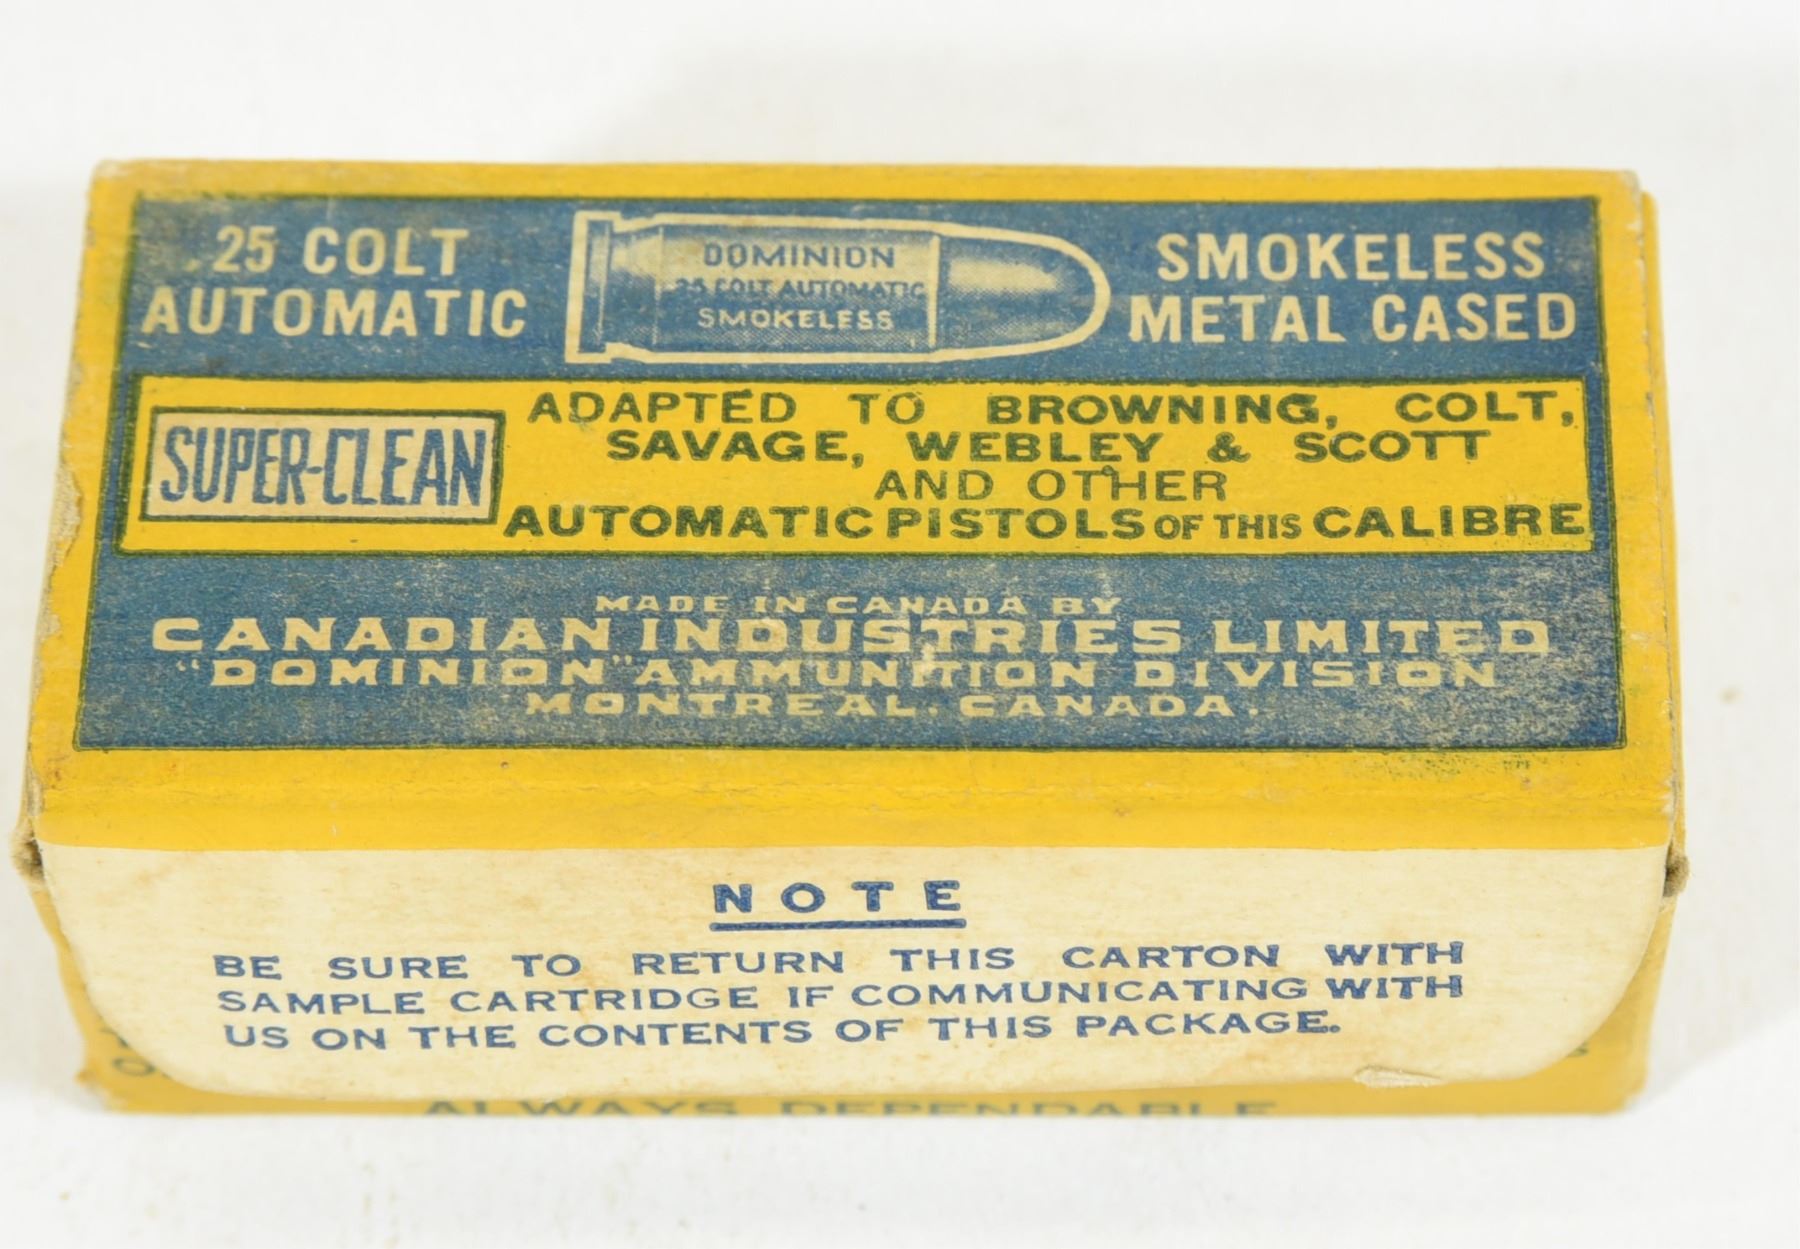 .25 COLT
AUTOMATIC
DOMINION
25 COLT AUTOMATIC
SMOKELESS
SMOKELESS
METAL CASED
SUPER-CLEAN
ADAPTED TO BROWNING, COLT,
SAVAGE, WEBLEY & SCOTT
AND OTHER
AUTOMATIC PISTOLS OF THIS CALIBRE
MADE IN CANADA BY
CANADIAN INDUSTRIES LIMITED
"DOMINION" AMMUNITION DIVISION
MONTREAL. CANADA.
NOTE
BE SURE TO RETURN THIS CARTON WITH
SAMPLE CARTRIDGE IF COMMUNICATING WITH
US ON THE CONTENTS OF THIS PACKAGE.
ALWAYS DEPENDABLE